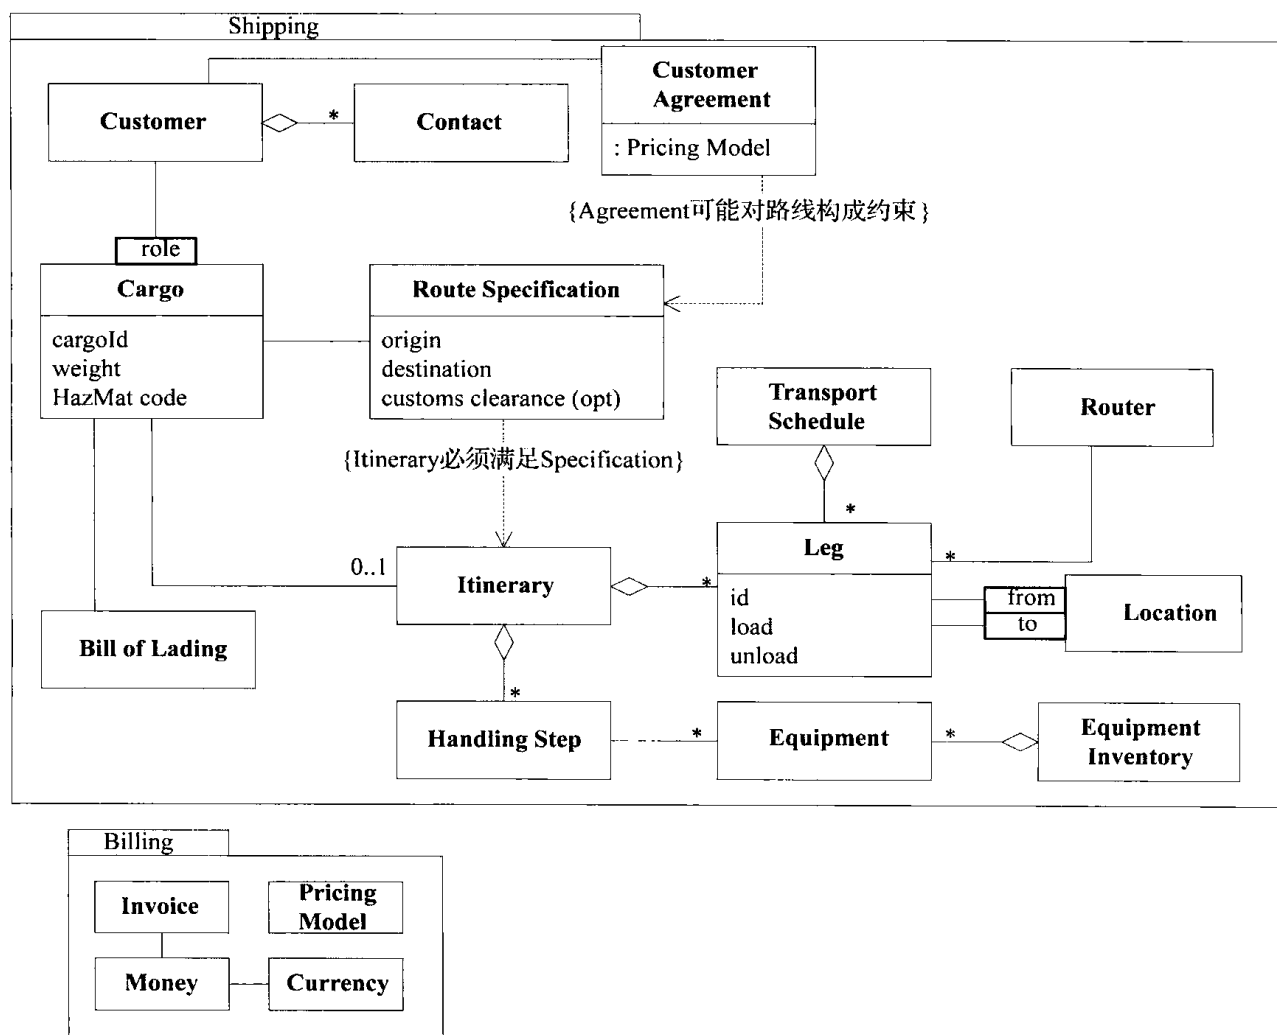 Shipping
Customer
Agreement
: Pricing Model
Customer
*
Contact
{Agreement可能对路线构成约束}
role
Cargo
cargoId
weight
HazMat code
Route Specification
origin
destination
customs clearance (opt)
{Itinerary必须满足Specification}
Transport
Schedule
*
Router
*
Leg
id
load
unload
from
to
Location
0..1
Itinerary
*
Bill of Lading
*
Handling Step
*
Equipment
*
Equipment
Inventory
Billing
Invoice
Pricing
Model
Money
Currency